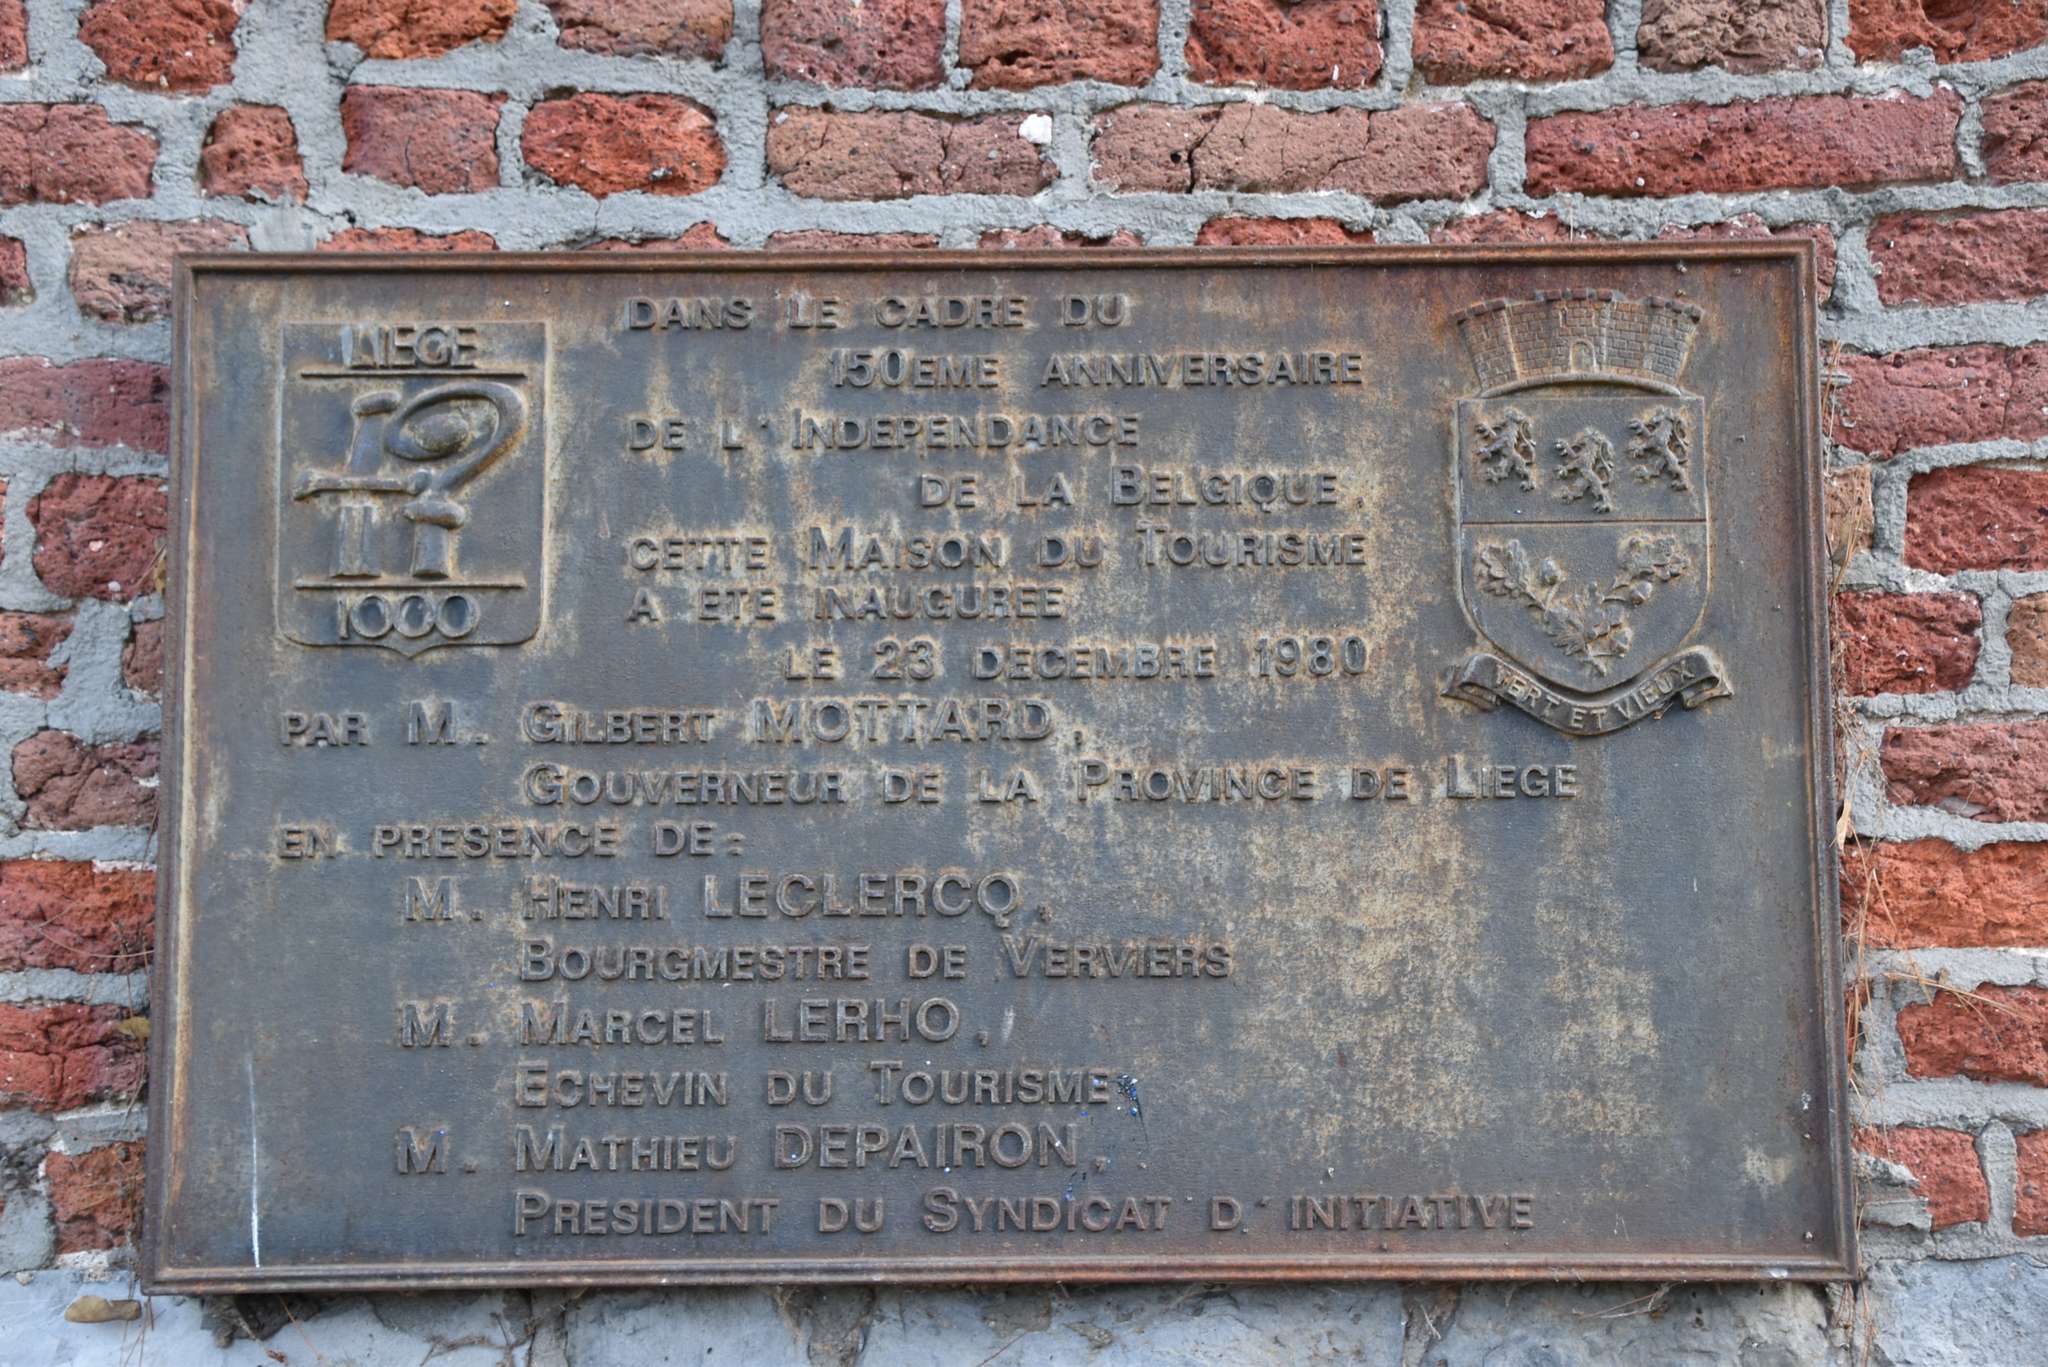 LIEGE
1000
DANS LE CADRE DU
150EME ANNIVERSAIRE
DE L'INDEPENDANCE
DE LA BELGIQUE,
CETTE MAISON DU TOURISME
A ETE INAUGUREE
LE 23 DECEMBRE 1980
VERT ET VIEUX
PAR M. GILBERT MOTTARD,
GOUVERNEUR DE LA PROVINCE DE LIEGE
EN PRESENCE DE:
M. HENRI LECLERCQ,
BOURGMESTRE DE VERVIERS
M. MARCEL LERHO,
ECHEVIN DU TOURISME
M. MATHIEU DEPAIRON,
PRESIDENT DU SYNDICAT D'INITIATIVE